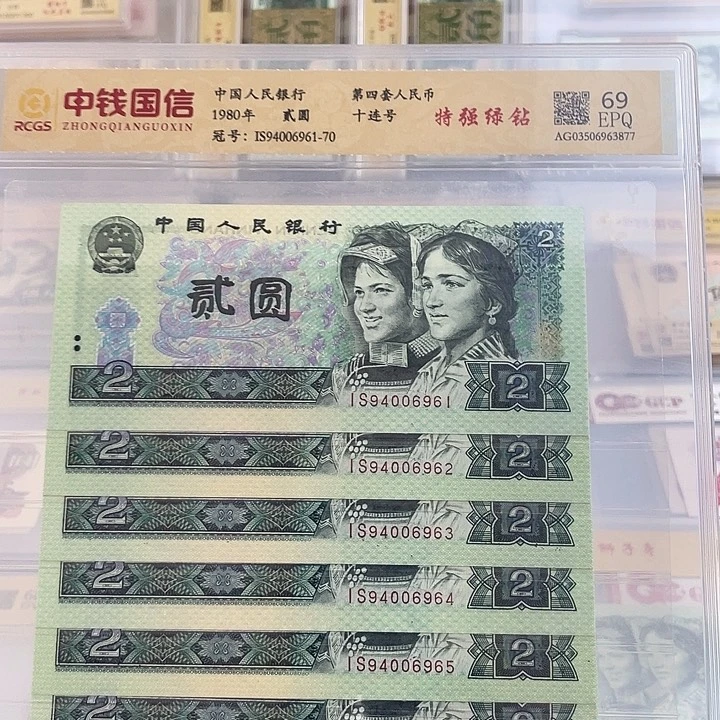 中钱国信
RCGS
ZHONGQIANGUOXIN
中国人民银行
第四套人民币
1980年
贰圆
十连号
冠号：IS94006961-70
特强绿钻
69
EPQ
AG03506963877
中国人民银行
贰圆
2
2
IS94006961
2
2
IS94006962
2
2
IS94006963
2
2
IS94006964
2
2
IS94006965
2
2
2